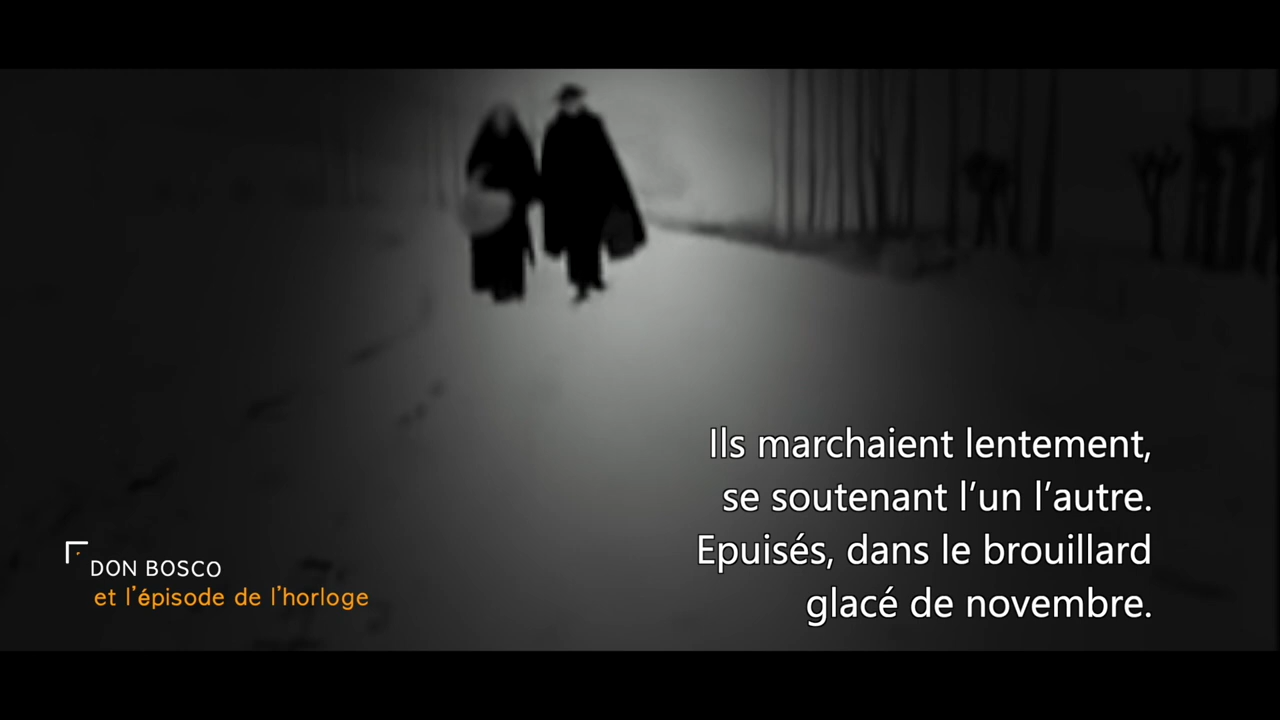 Ils marchaient lentement,
se soutenant l’un l’autre.
Epuisés, dans le brouillard
glacé de novembre.
DON BOSCO
et l’épisode de l’horloge